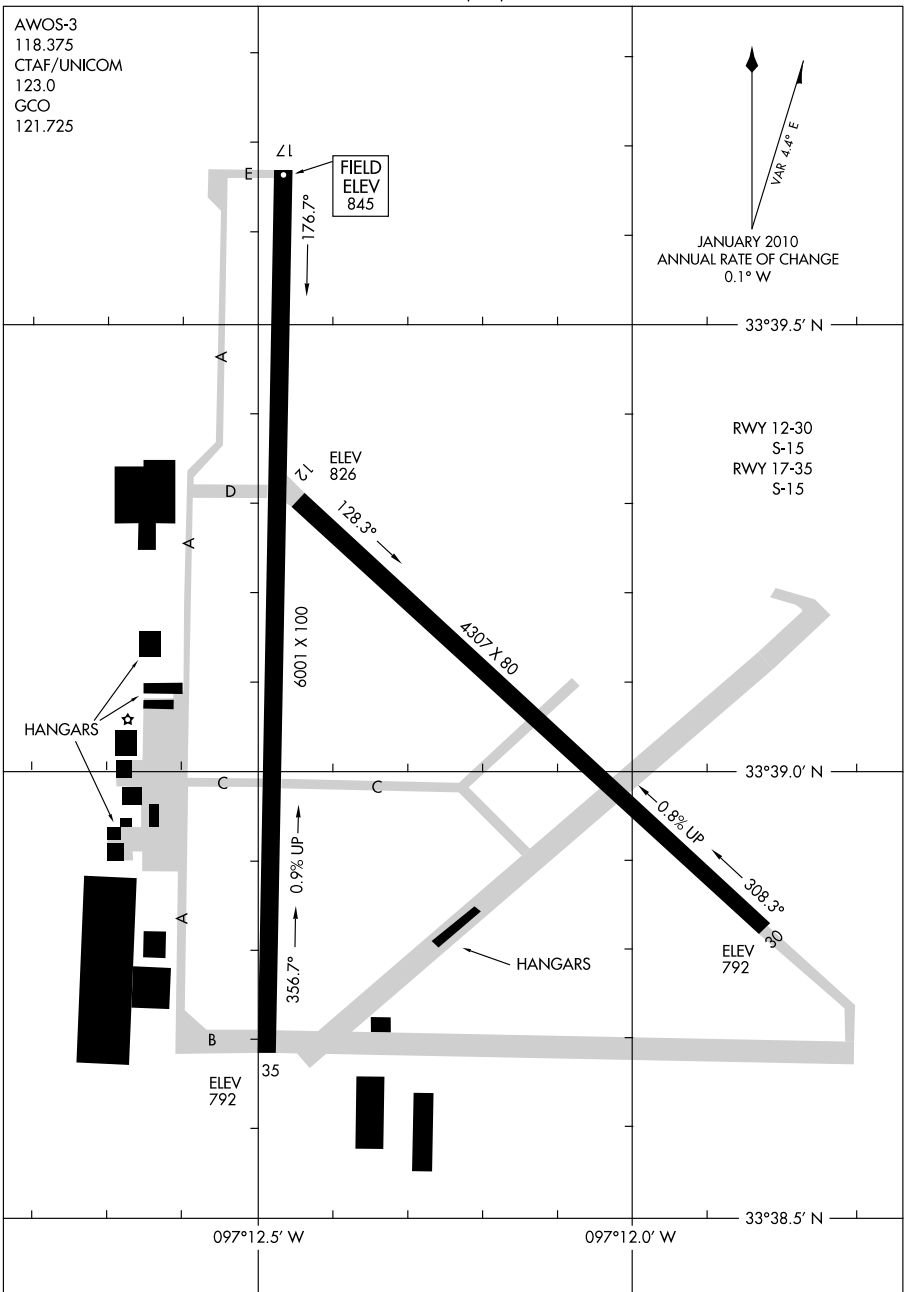 AWOS-3
118.375
CTAF/UNICOM
123.0
GCO
121.725
17
E
FIELD
ELEV
845
176.7°
VAR 4.4° E
JANUARY 2010
ANNUAL RATE OF CHANGE
0.1° W
33°39.5' N
A
RWY 12-30
S-15
RWY 17-35
S-15
ELEV
826
12
D
128.3°
A
6001 X 100
4307 X 80
HANGARS
33°39.0' N
C
C
0.9% UP
0.8% UP
308.3°
A
30
356.7°
HANGARS
ELEV
792
B
35
ELEV
792
33°38.5' N
097°12.5' W
097°12.0' W